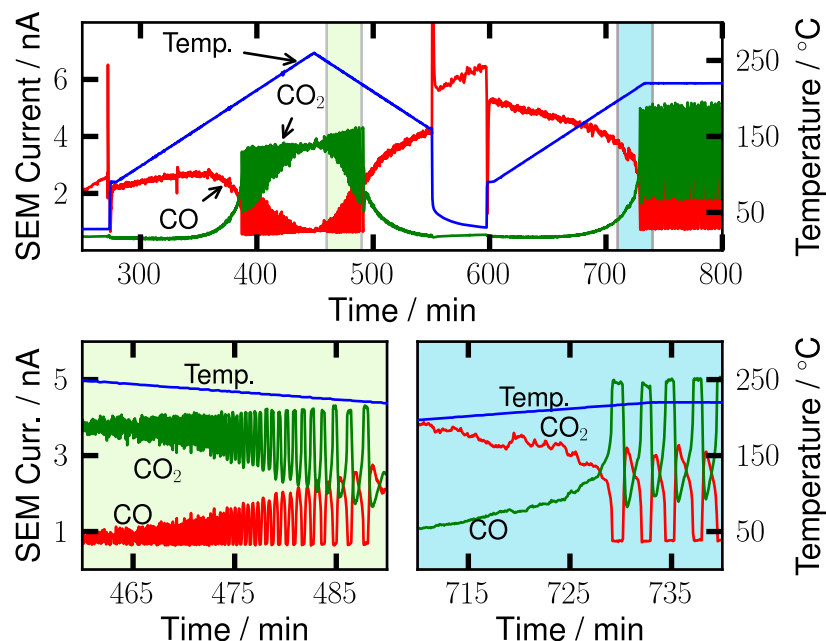 SEM Current / nA
6
4
2
Temp.
CO₂
CO
250
150
50
Temperature / °C
300 400 500 600 700 800
Time / min
SEM Curr. / nA
5
3
1
Temp.
CO₂
CO
465 475 485
Time / min
Temp.
CO₂
CO
250
150
50
Temperature / °C
715 725 735
Time / min